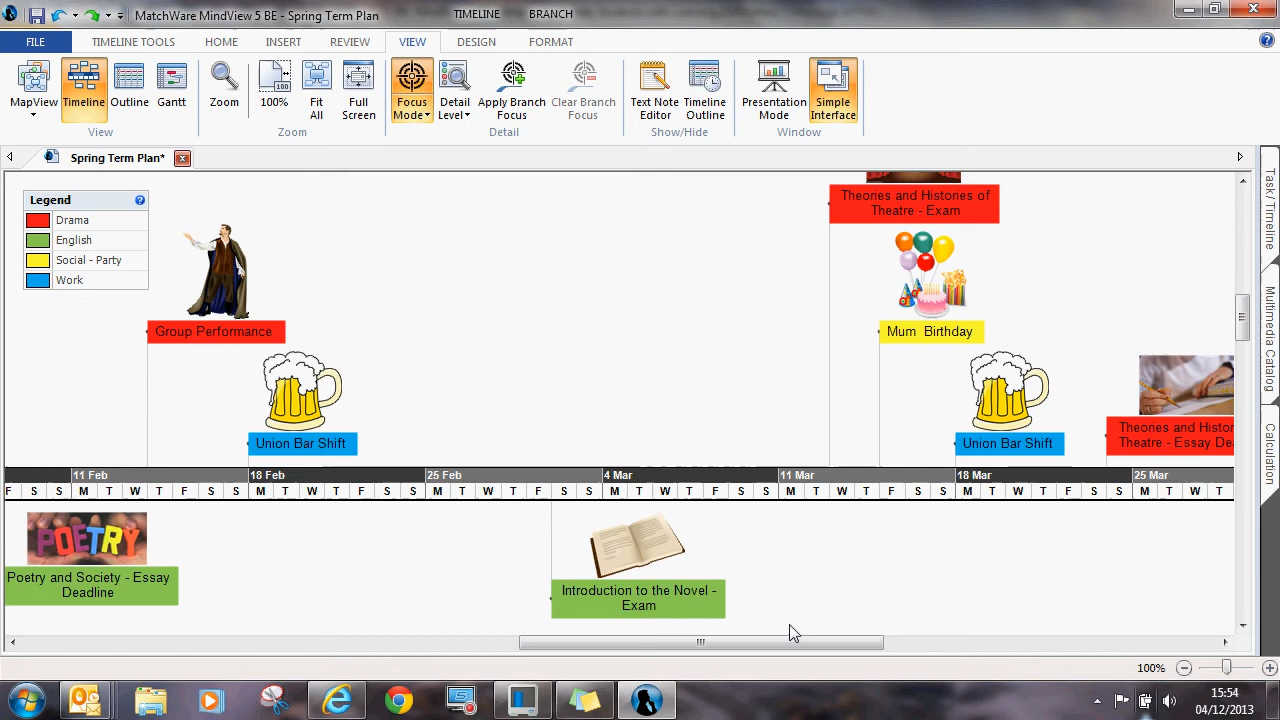 MatchWare MindView 5 BE - Spring Term Plan
TIMELINE BRANCH
FILE TIMELINE TOOLS HOME INSERT REVIEW VIEW DESIGN FORMAT
MapView Timeline Outline Gantt
Zoom 100% Fit All Full Screen
Focus Mode Detail Level Apply Branch Focus Clear Branch Focus
Text Note Editor Timeline Outline
Presentation Mode Simple Interface
View Zoom Detail Show/Hide Window
Spring Term Plan*
Legend
Drama
English
Social - Party
Work
Theories and Histories of
Theatre - Exam
Group Performance
Mum Birthday
Union Bar Shift
Union Bar Shift
Theories and Histor
Theatre - Essay De
11 Feb 18 Feb 25 Feb 4 Mar 11 Mar 18 Mar 25 Mar
F S S M T W T F S S M T W T F S S M T W T F S S M T W T F S S M T W T F S S M T W T F S S M T W T
POETRY
Poetry and Society - Essay
Deadline
Introduction to the Novel -
Exam
Task/Timeline
Multimedia Catalog
Calculation
100%
15:54
04/12/2013